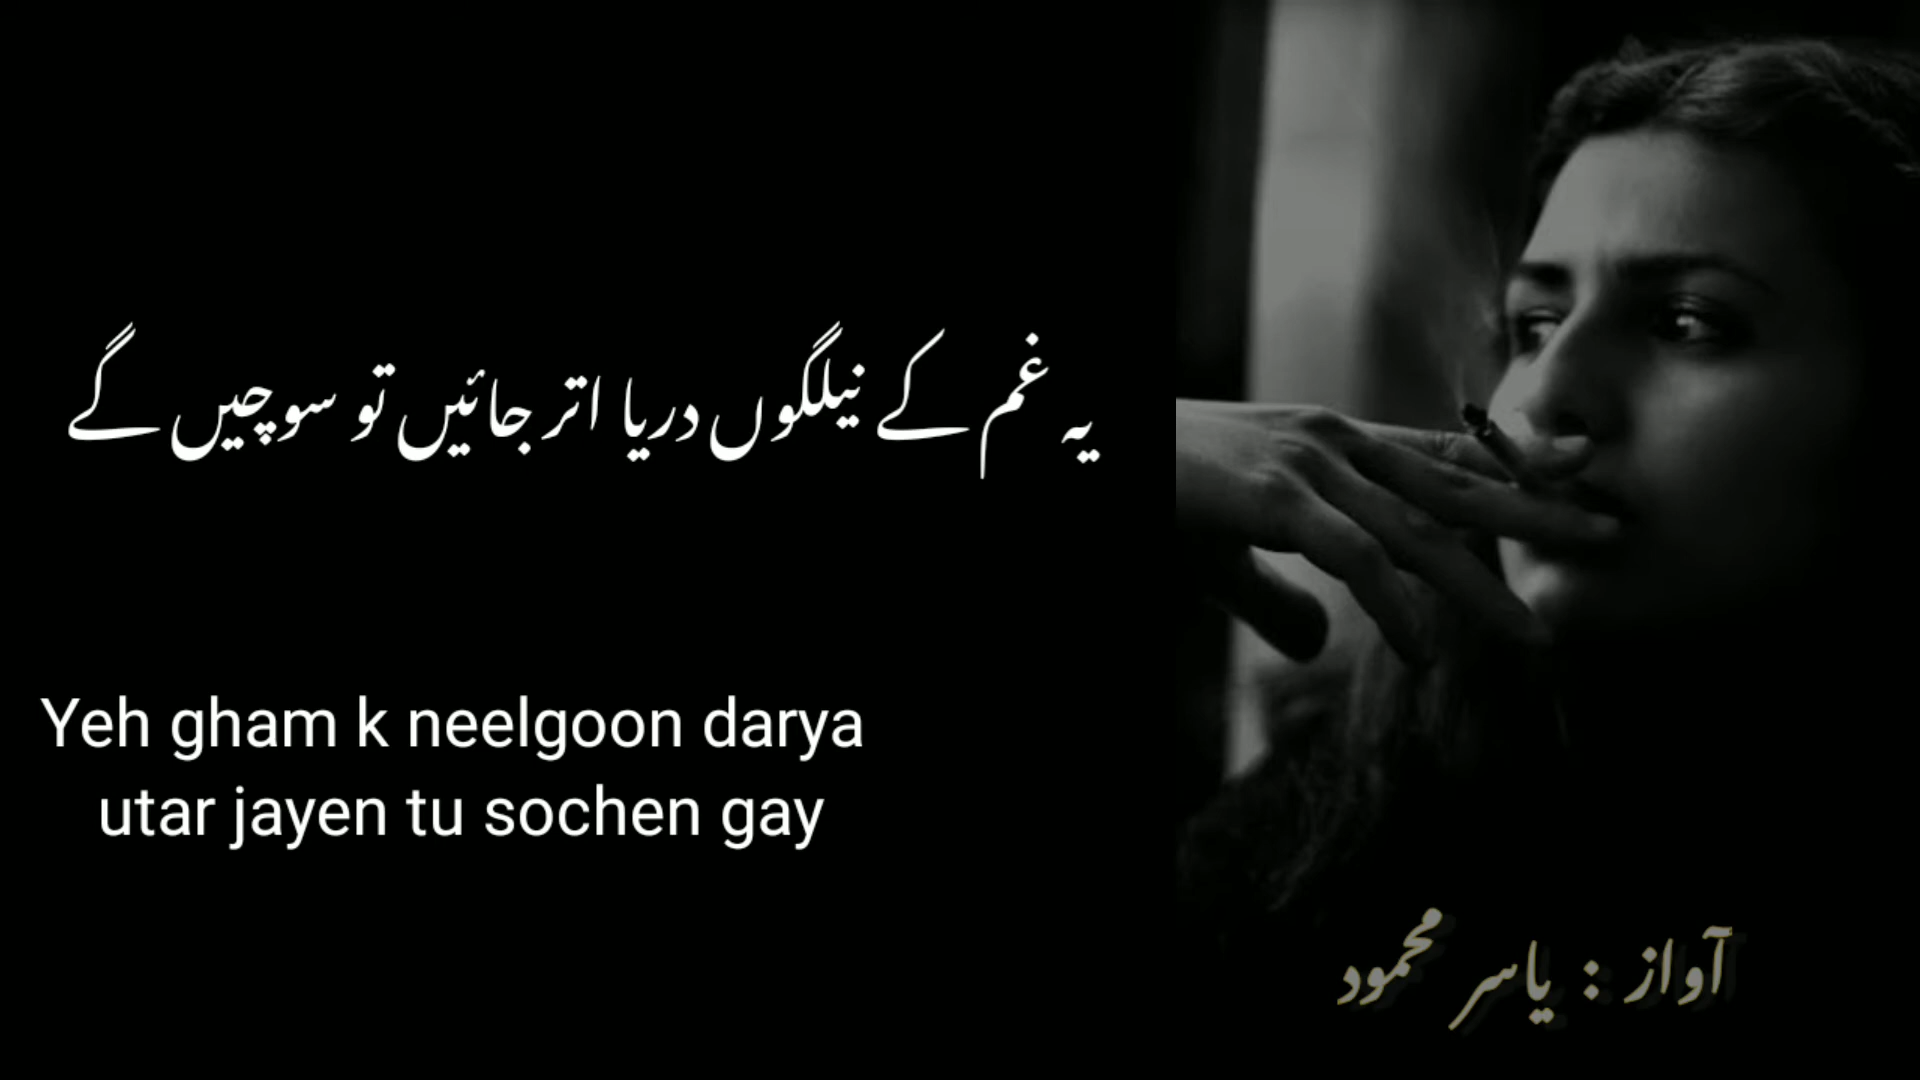 یہ غم کے نیلگوں دریا اتر جائیں تو سوچیں گے
Yeh gham k neelgoon darya
utar jayen tu sochen gay
آواز : یاسر محمود